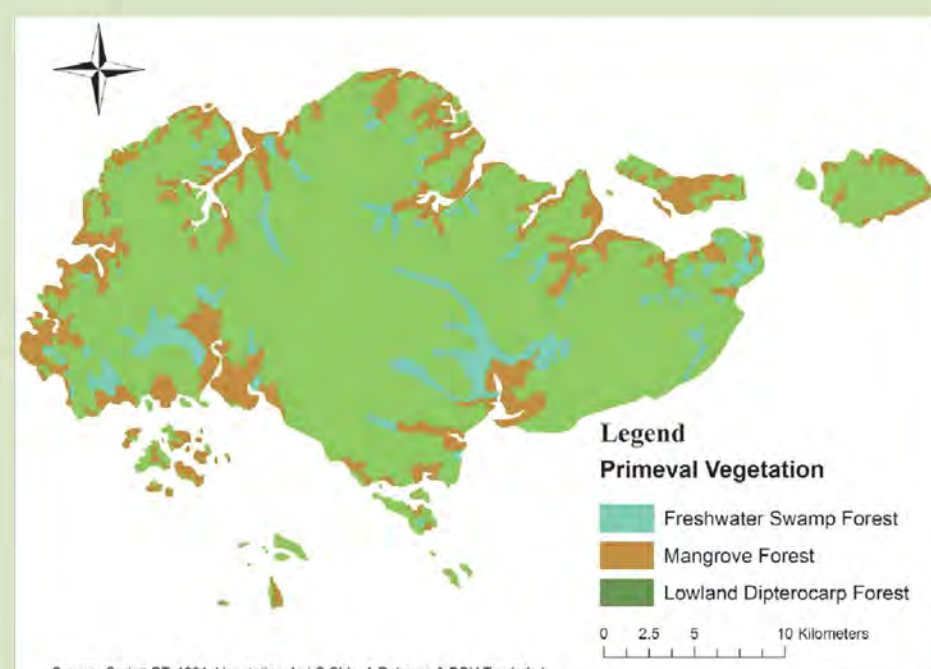 Legend
Primeval Vegetation
Freshwater Swamp Forest
Mangrove Forest
Lowland Dipterocarp Forest
0 2.5 5 10 Kilometers